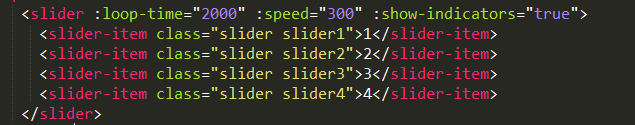 <slider :loop-time="2000" :speed="300" :show-indicators="true">
<slider-item class="slider slider1">1</slider-item>
<slider-item class="slider slider2">2</slider-item>
<slider-item class="slider slider3">3</slider-item>
<slider-item class="slider slider4">4</slider-item>
</slider>